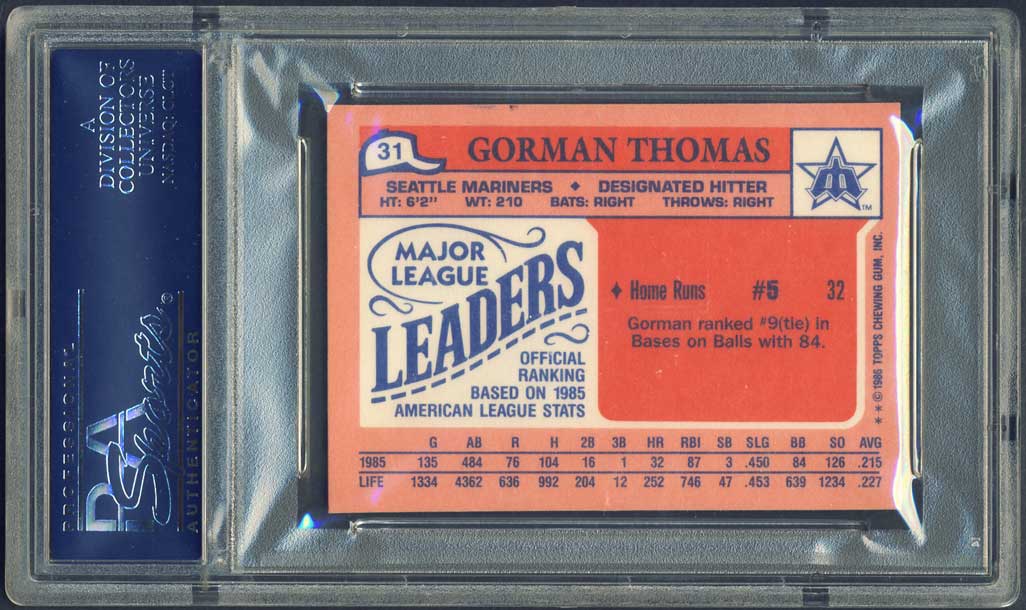 A
DIVISION OF
COLLECTORS
UNIVERSE
NASDAQ: CLCT
PROFESSIONAL
PSA
Sports ©
AUTHENTICATOR
31
GORMAN THOMAS
SEATTLE MARINERS ♦ DESIGNATED HITTER
HT: 6'2" WT: 210 BATS: RIGHT THROWS: RIGHT
M
TM
MAJOR
LEAGUE
LEADERS
OFFICIAL
RANKING
BASED ON 1985
AMERICAN LEAGUE STATS
♦ Home Runs #5 32
Gorman ranked #9(tie) in
Bases on Balls with 84.
* * © 1986 TOPPS CHEWING GUM, INC.
G AB R H 2B 3B HR RBI SB SLG BB SO AVG
1985 135 484 76 104 16 1 32 87 3 .450 84 126 .215
LIFE 1334 4362 636 992 204 12 252 746 47 .453 639 1234 .227